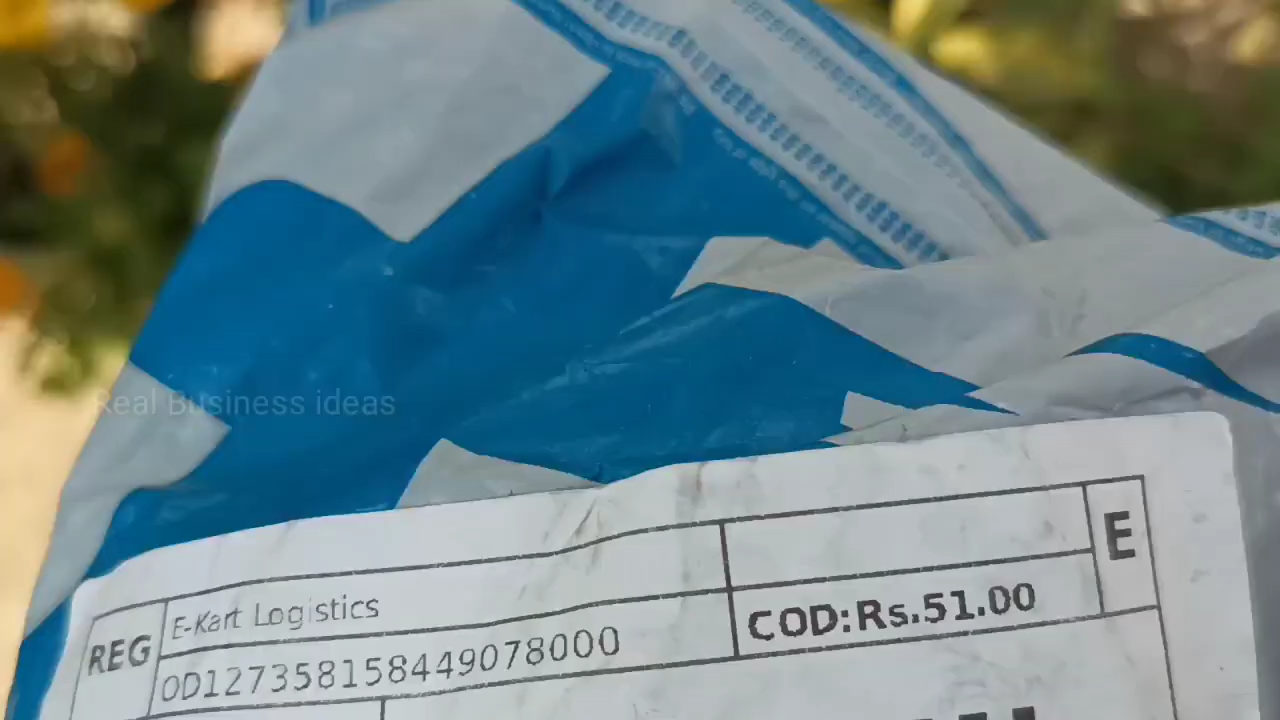 Real Business ideas
REG
E-Kart Logistics
OD127358158449078000
COD:Rs.51.00
E